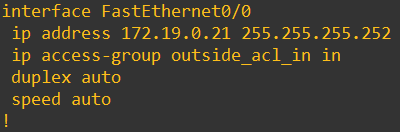 interface FastEthernet0/0
ip address 172.19.0.21 255.255.255.252
ip access-group outside_acl_in in
duplex auto
speed auto
!